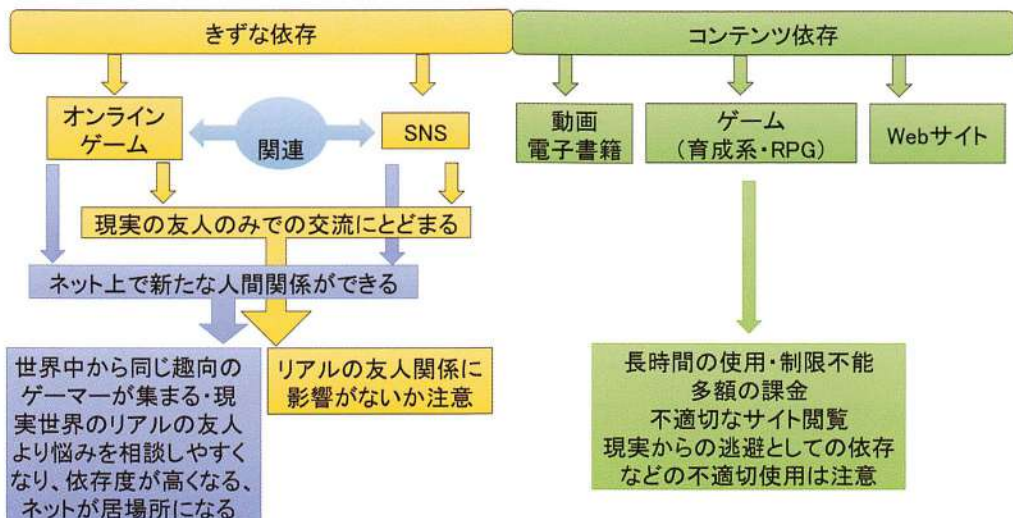 きずな依存
コンテンツ依存
オンライン
ゲーム
関連
SNS
動画
電子書籍
ゲーム
（育成系・RPG）
Webサイト
現実の友人のみでの交流にとどまる
ネット上で新たな人間関係ができる
世界中から同じ趣向の
ゲーマーが集まる・現
実世界のリアルの友人
より悩みを相談しやすく
なり、依存度が高くなる、
ネットが居場所になる
リアルの友人関係に
影響がないか注意
長時間の使用・制限不能
多額の課金
不適切なサイト閲覧
現実からの逃避としての依存
などの不適切使用は注意